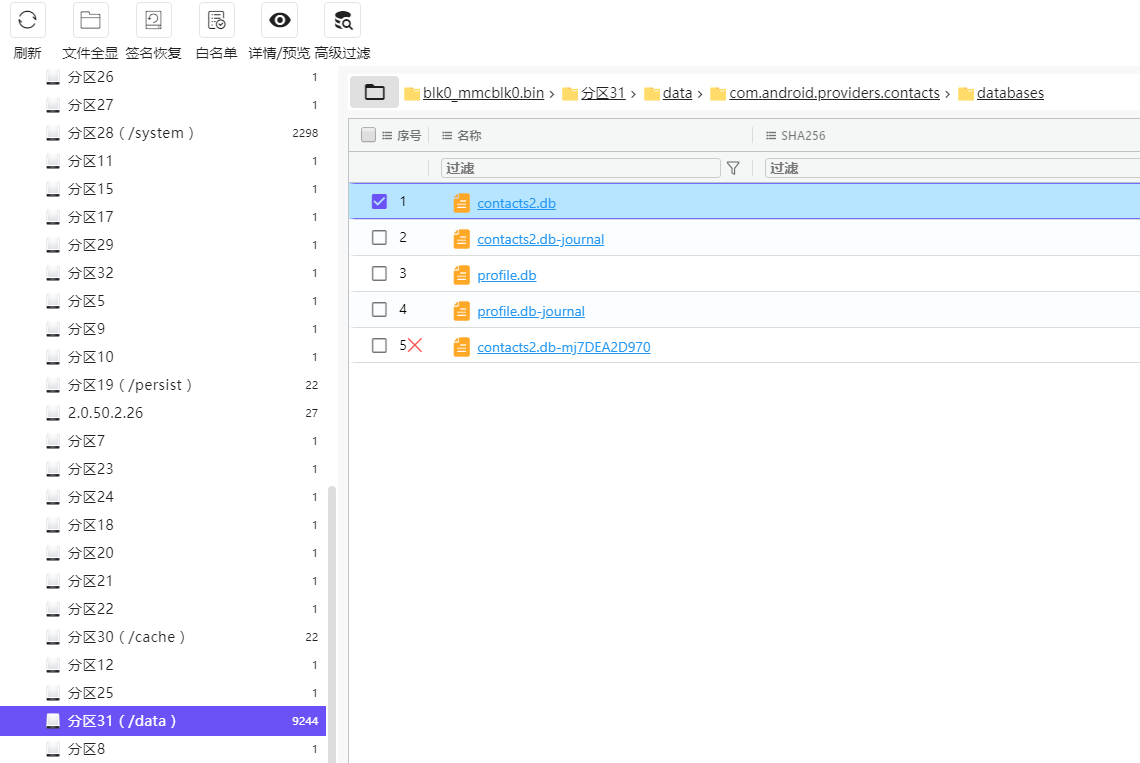 刷新 文件全显 签名恢复 白名单 详情/预览 高级过滤
分区26 1
分区27 1
分区28 ( /system ) 2298
分区11 1
分区15 1
分区17 1
分区29 1
分区32 1
分区5 1
分区9 1
分区10 1
分区19 ( /persist ) 22
2.0.50.2.26 27
分区7 1
分区23 1
分区24 1
分区18 1
分区20 1
分区21 1
分区22 1
分区30 ( /cache ) 22
分区12 1
分区25 1
分区31 ( /data ) 9244
分区8 1
blk0_mmcblk0.bin > 分区31 > data > com.android.providers.contacts > databases
序号 名称 SHA256
过滤 过滤
1 contacts2.db
2 contacts2.db-journal
3 profile.db
4 profile.db-journal
5 contacts2.db-mj7DEA2D970